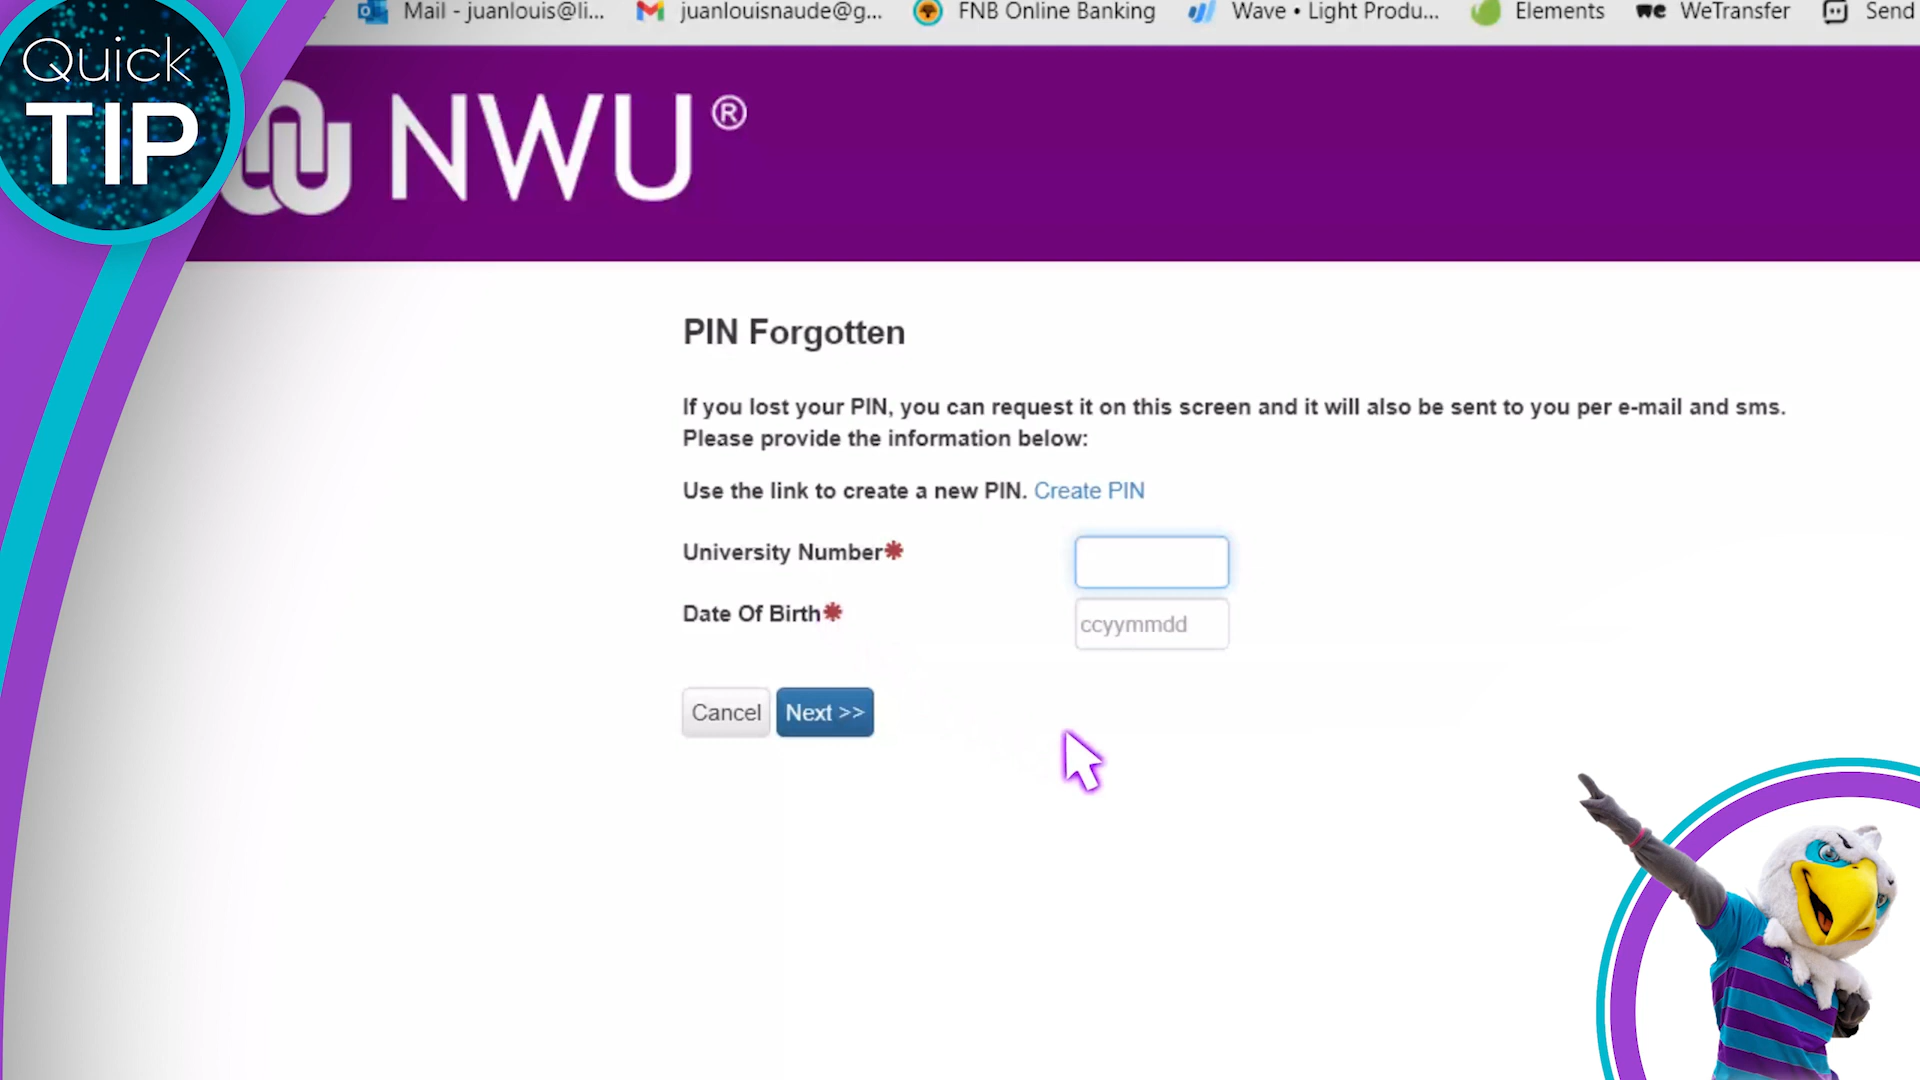 Quick
TIP
Mail - juanlouis@li...
juanlouisnaude@g...
FNB Online Banking
Wave • Light Produ...
Elements
we WeTransfer
Send
NWU®
PIN Forgotten
If you lost your PIN, you can request it on this screen and it will also be sent to you per e-mail and sms.
Please provide the information below:
Use the link to create a new PIN. Create PIN
University Number*
Date Of Birth*
ccyymmdd
Cancel
Next >>